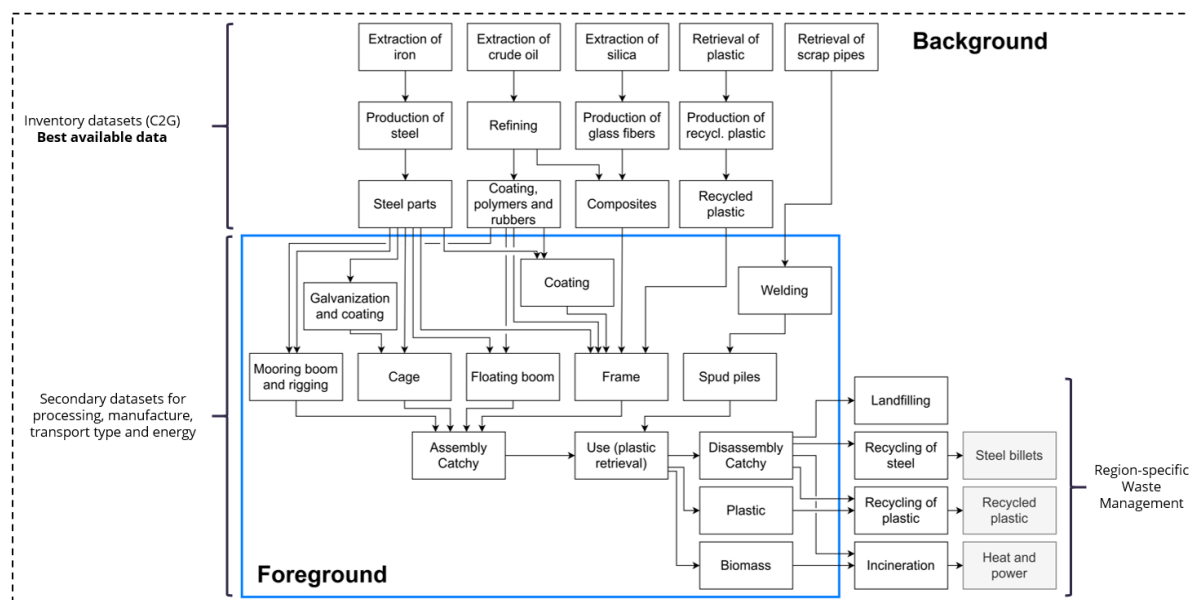 Extraction of
iron
Extraction of
crude oil
Extraction of
silica
Retrieval of
plastic
Retrieval of
scrap pipes
Background
Inventory datasets (C2G)
Best available data
Production of
steel
Refining
Production of
glass fibers
Production of
recycl. plastic
Steel parts
Coating,
polymers and
rubbers
Composites
Recycled
plastic
Coating
Welding
Galvanization
and coating
Mooring boom
and rigging
Cage
Floating boom
Frame
Spud piles
Secondary datasets for
processing, manufacture,
transport type and energy
Landfilling
Assembly
Catchy
Use (plastic
retrieval)
Disassembly
Catchy
Recycling of
steel
Steel billets
Region-specific
Waste
Management
Plastic
Recycling of
plastic
Recycled
plastic
Foreground
Biomass
Incineration
Heat and
power